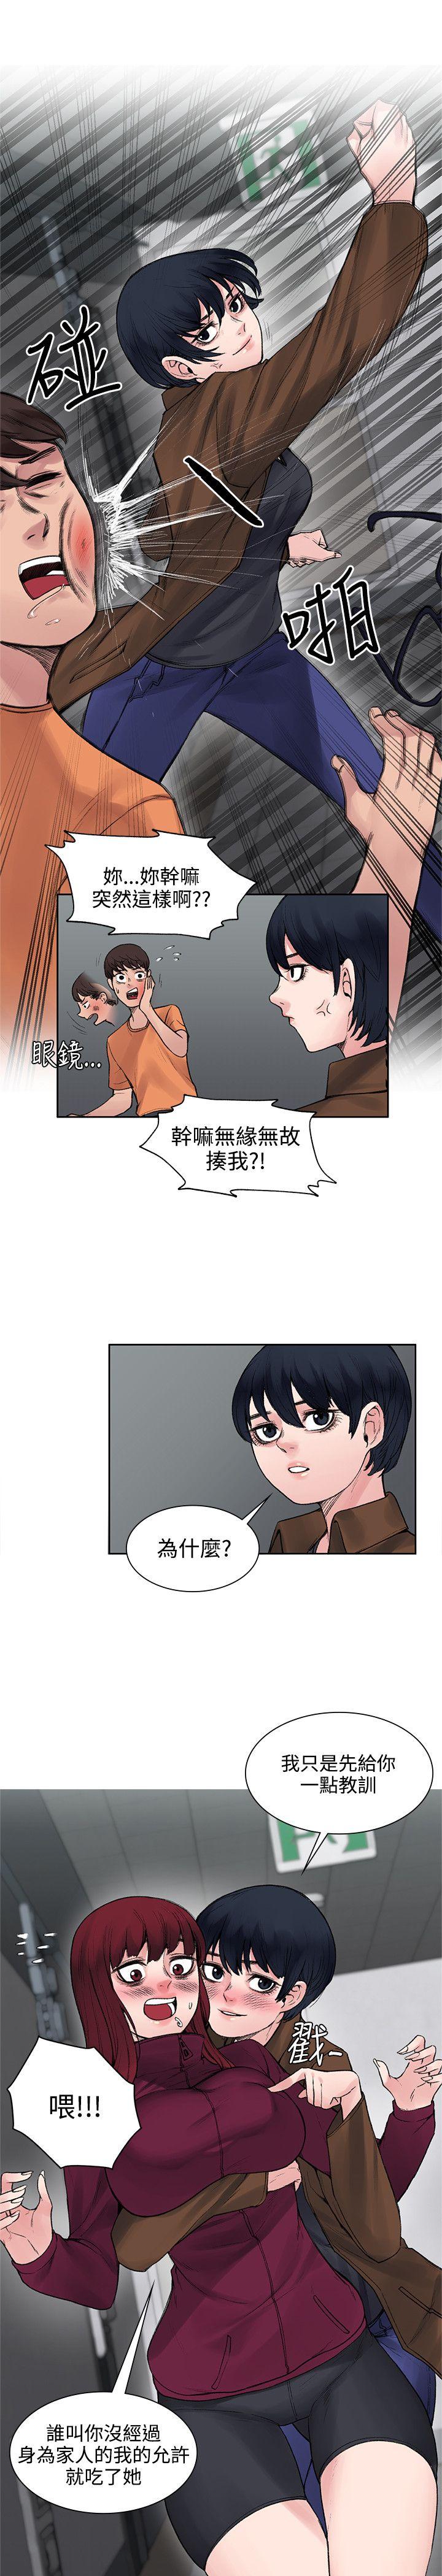 碰
啪
妳...妳幹嘛
突然這樣啊??
眼鏡...
幹嘛無緣無故
揍我?!
為什麼?
我只是先給你
一點教訓
戳-
喂!!!
誰叫你沒經過
身為家人的我的允許
就吃了她